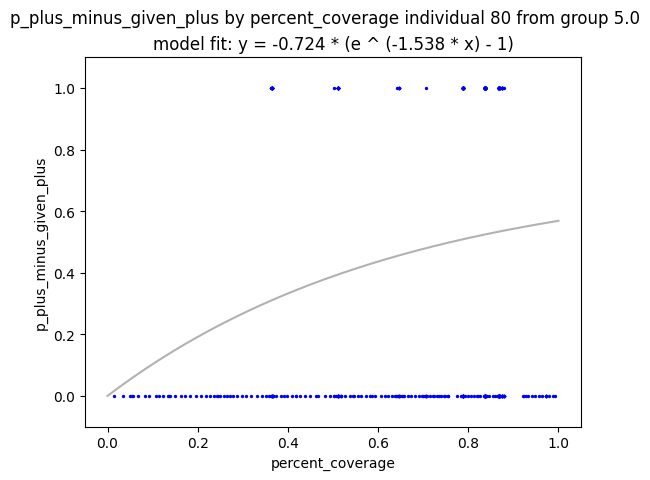 p_plus_minus_given_plus by percent_coverage individual 80 from group 5.0
model fit: y = -0.724 * (e ^ (-1.538 * x) - 1)
1.0
0.8
0.6
0.4
0.2
0.0
p_plus_minus_given_plus
0.0 0.2 0.4 0.6 0.8 1.0
percent_coverage